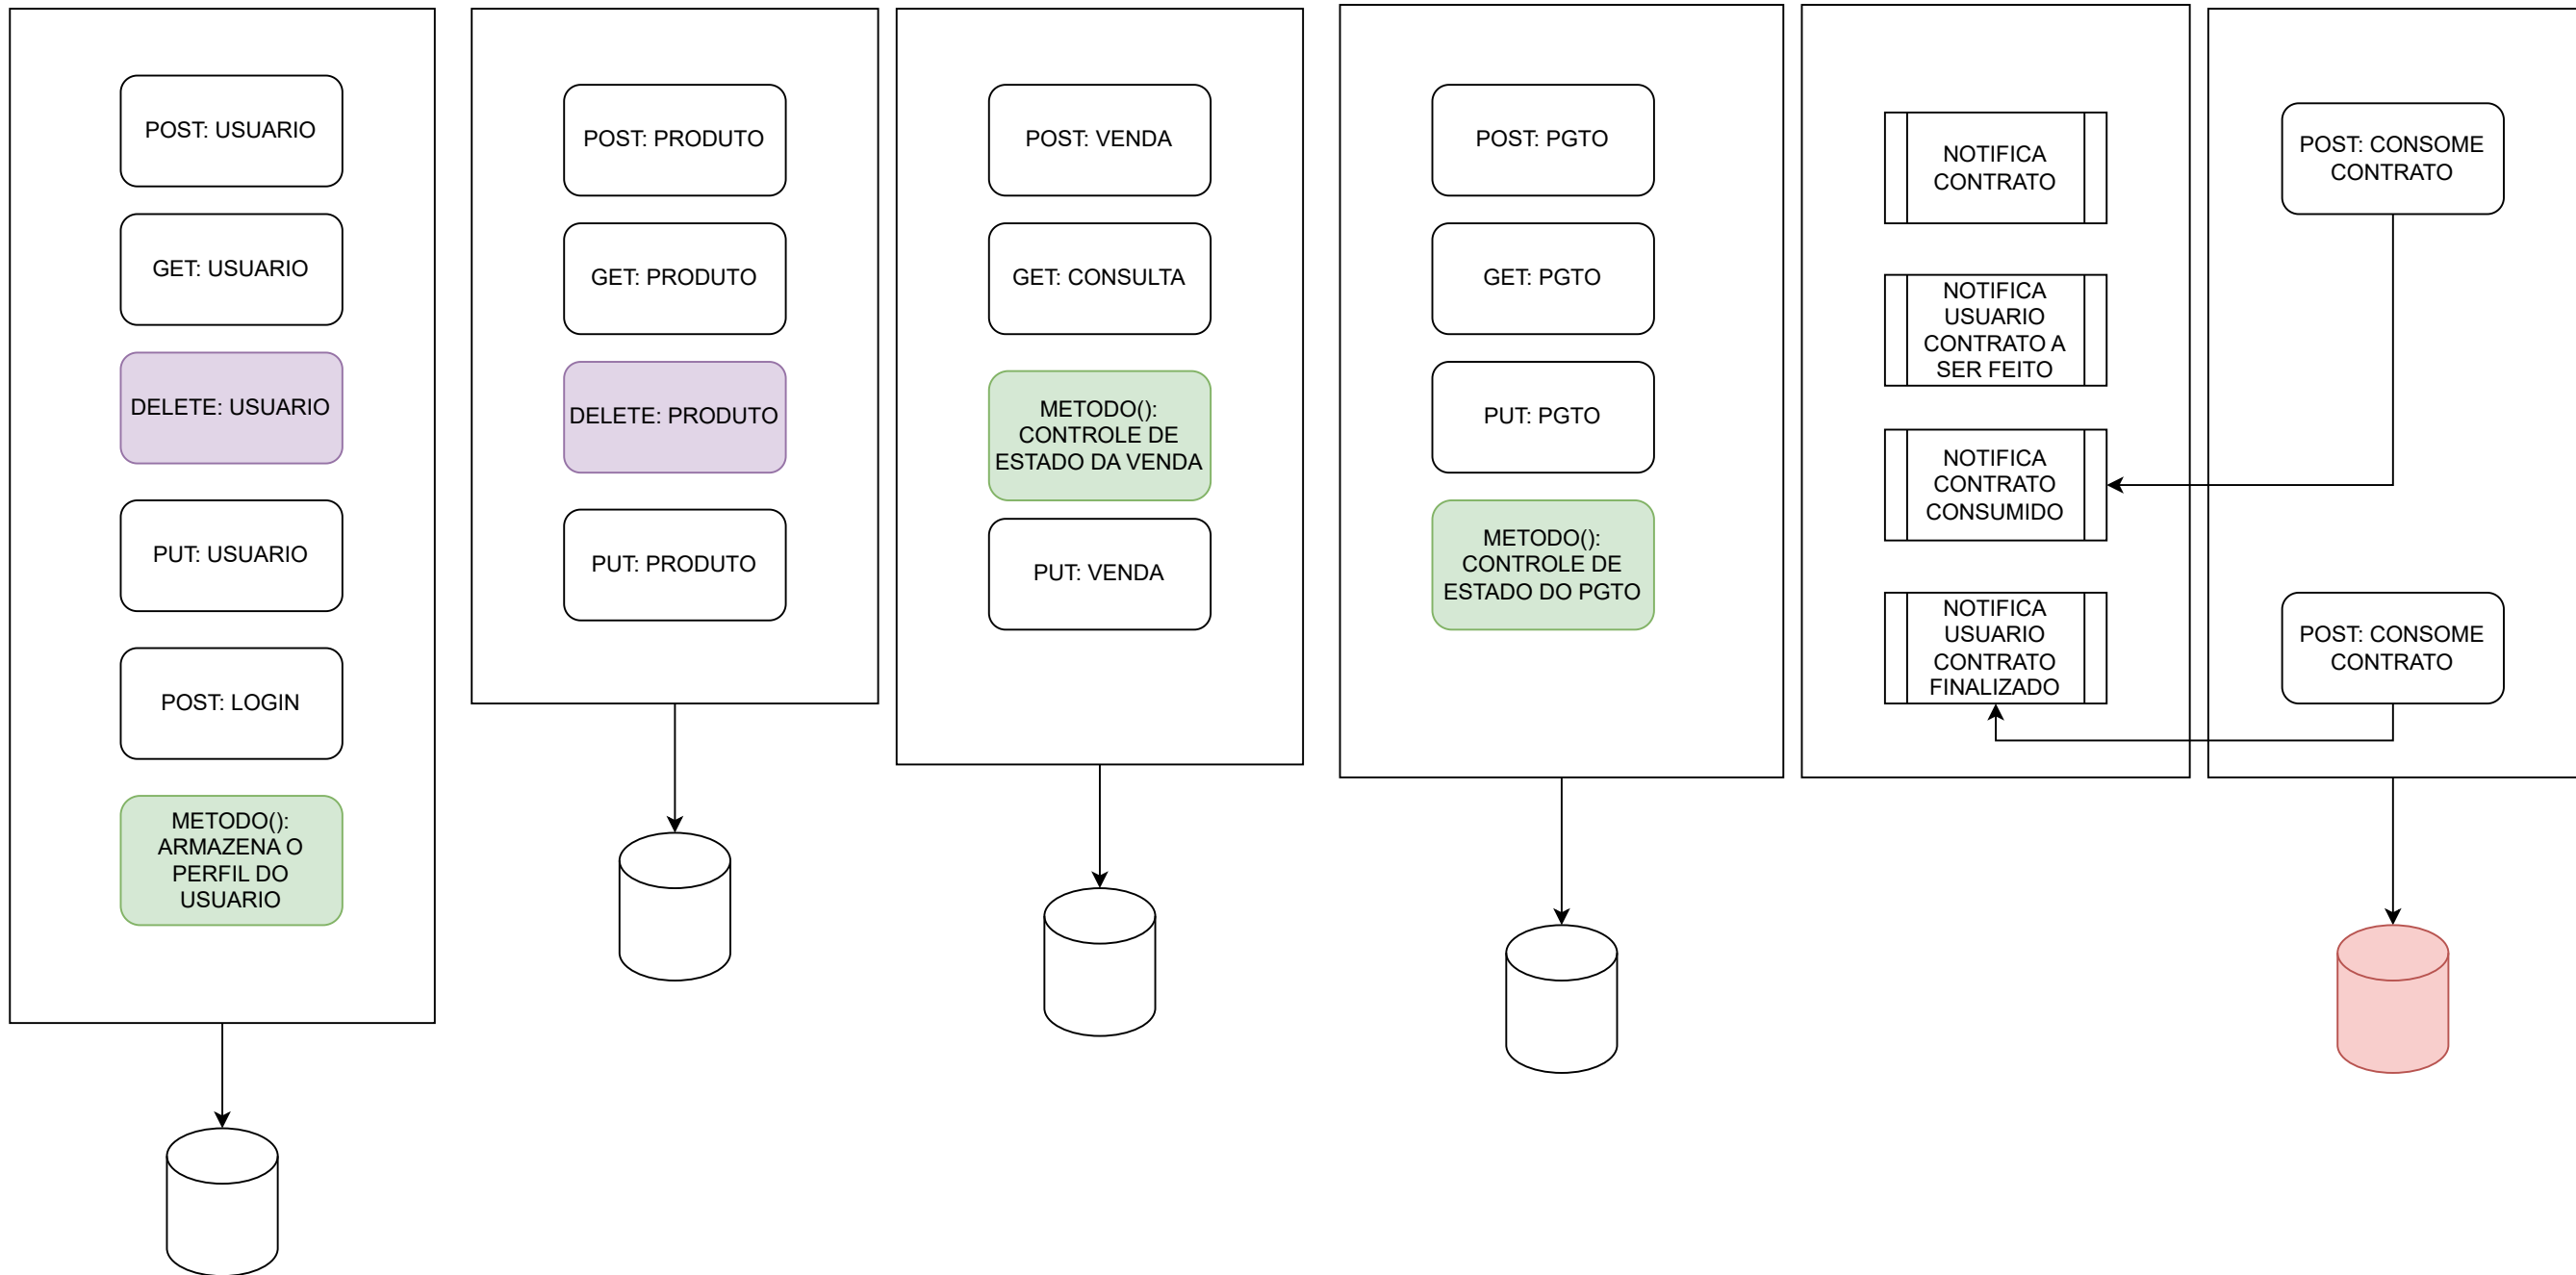 POST: USUARIO
GET: USUARIO
DELETE: USUARIO
PUT: USUARIO
POST: LOGIN
METODO():
ARMAZENA O
PERFIL DO
USUARIO
POST: PRODUTO
GET: PRODUTO
DELETE: PRODUTO
PUT: PRODUTO
POST: VENDA
GET: CONSULTA
METODO():
CONTROLE DE
ESTADO DA VENDA
PUT: VENDA
POST: PGTO
GET: PGTO
PUT: PGTO
METODO():
CONTROLE DE
ESTADO DO PGTO
NOTIFICA
CONTRATO
NOTIFICA
USUARIO
CONTRATO A
SER FEITO
NOTIFICA
CONTRATO
CONSUMIDO
NOTIFICA
USUARIO
CONTRATO
FINALIZADO
POST: CONSOME
CONTRATO
POST: CONSOME
CONTRATO